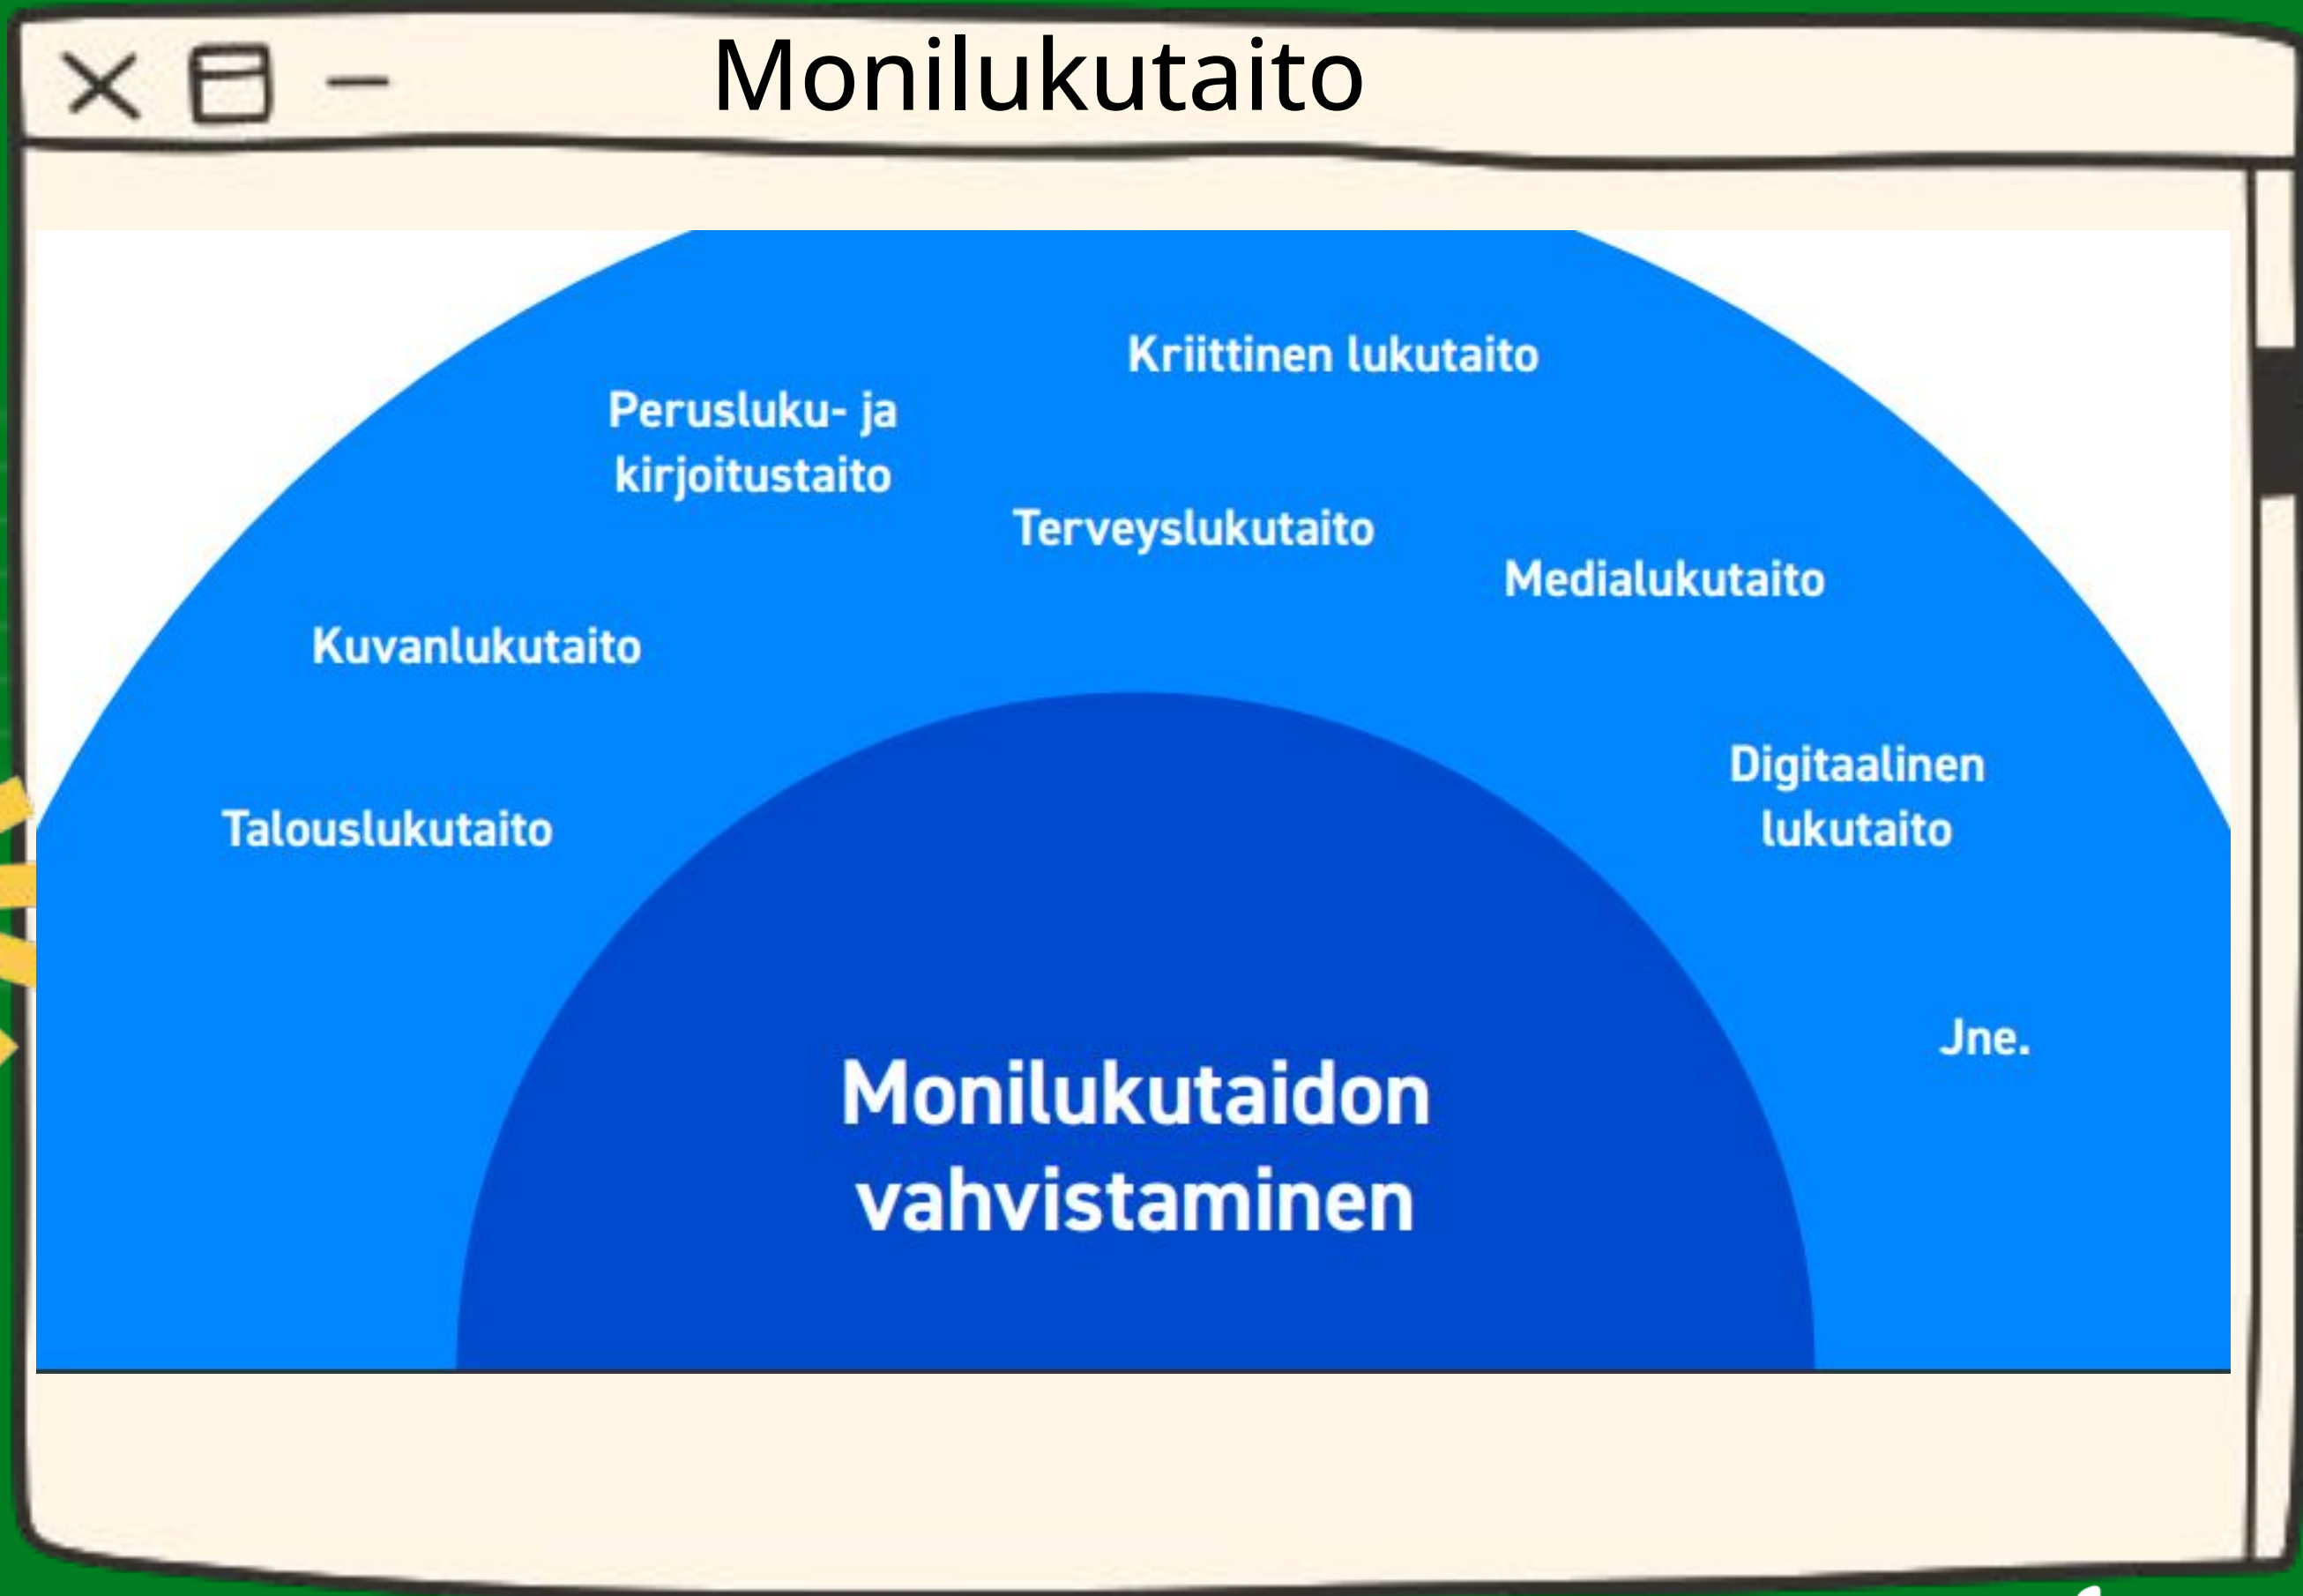 Monilukutaito
Kriittinen lukutaito
Perusluku- ja
kirjoitustaito
Terveyslukutaito
Medialukutaito
Kuvanlukutaito
Digitaalinen
lukutaito
Talouslukutaito
Jne.
Monilukutaidon
vahvistaminen